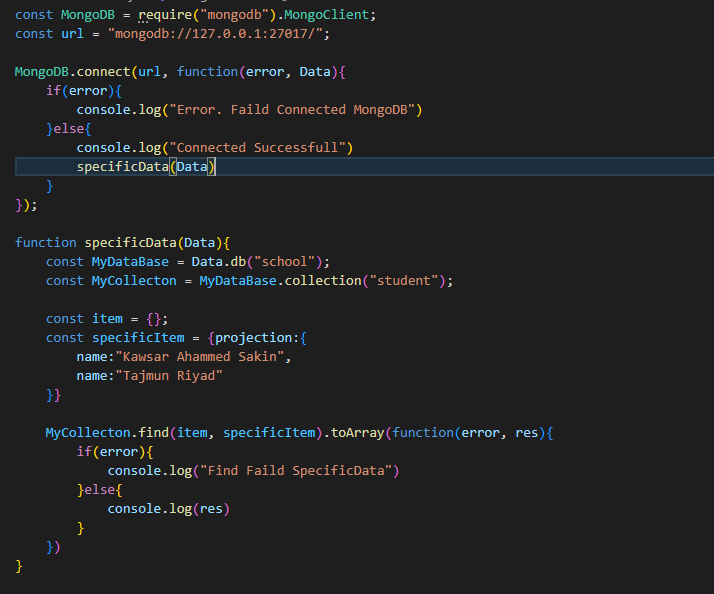 const MongoDB = require("mongodb").MongoClient;
const url = "mongodb://127.0.0.1:27017/";

MongoDB.connect(url, function(error, Data){
    if(error){
        console.log("Error. Faild Connected MongoDB")
    }else{
        console.log("Connected Successfull")
        specificData(Data)
    }
});

function specificData(Data){
    const MyDataBase = Data.db("school");
    const MyCollecton = MyDataBase.collection("student");

    const item = {};
    const specificItem = {projection:{
        name:"Kawsar Ahammed Sakin",
        name:"Tajmun Riyad"
    }}

    MyCollecton.find(item, specificItem).toArray(function(error, res){
        if(error){
            console.log("Find Faild SpecificData")
        }else{
            console.log(res)
        }
    })
}